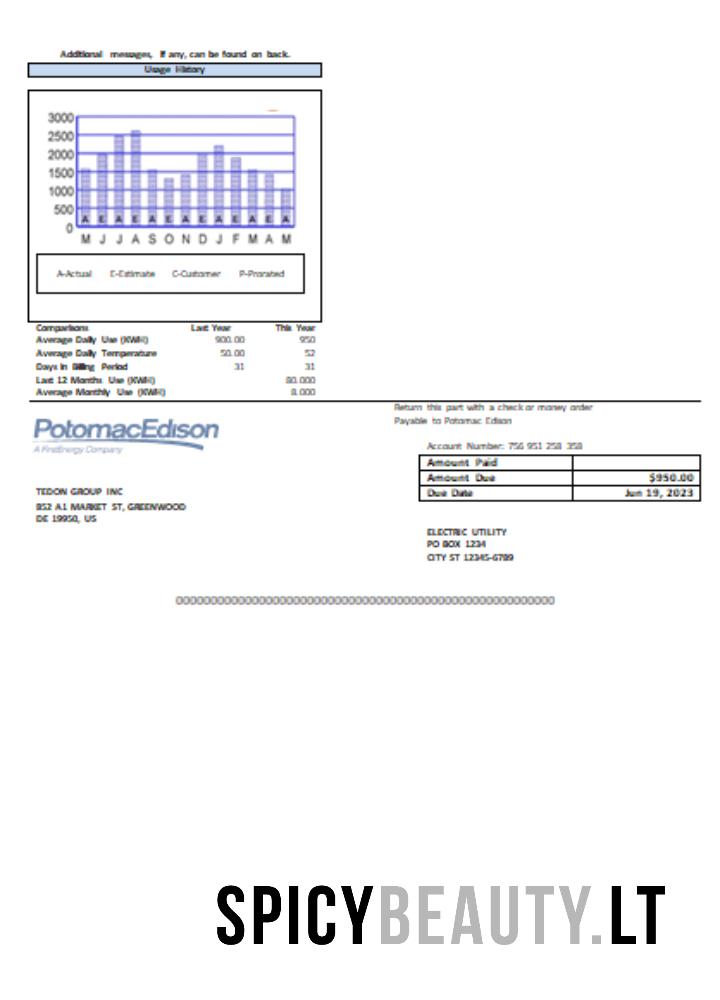 Additional messages, If any, can be found on back.
Usage History
3000
2500
2000
1500
1000
500
0
A E A E A E A E A E A E A
M J J A S O N D J F M A M
A-Actual E-Estimate C-Customer P-Prorated
Comparisons Last Year This Year
Average Daily Use (KWH) 900.00 950
Average Daily Temperature 50.00 52
Days In Billing Period 31 31
Last 12 Months Use (KWH) 80.000
Average Monthly Use (KWH) 8.000
Return this part with a check or money order
Payable to Potomac Edison
PotomacEdison
A FirstEnergy Company
Account Number: 756 951 258 358
Amount Paid
Amount Due $950.00
Due Date Jun 19, 2023
TEDON GROUP INC
852 A1 MARKET ST, GREENWOOD
DE 19950, US
ELECTRIC UTILITY
PO BOX 1234
CITY ST 12345-6789
SPICYBEAUTY.LT